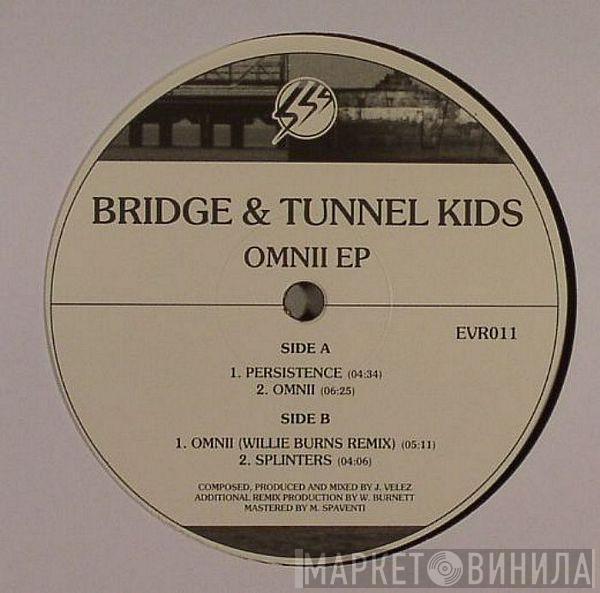 BRIDGE & TUNNEL KIDS
OMNII EP
EVR011
SIDE A
1. PERSISTENCE (04:34)
2. OMNII (06:25)
SIDE B
1. OMNII (WILLIE BURNS REMIX) (05:11)
2. SPLINTERS (04:06)
COMPOSED, PRODUCED AND MIXED BY J. VELEZ
ADDITIONAL REMIX PRODUCTION BY W. BURNETT
MASTERED BY M. SPAVENTI
МАРКЕТ ВИНИЛА